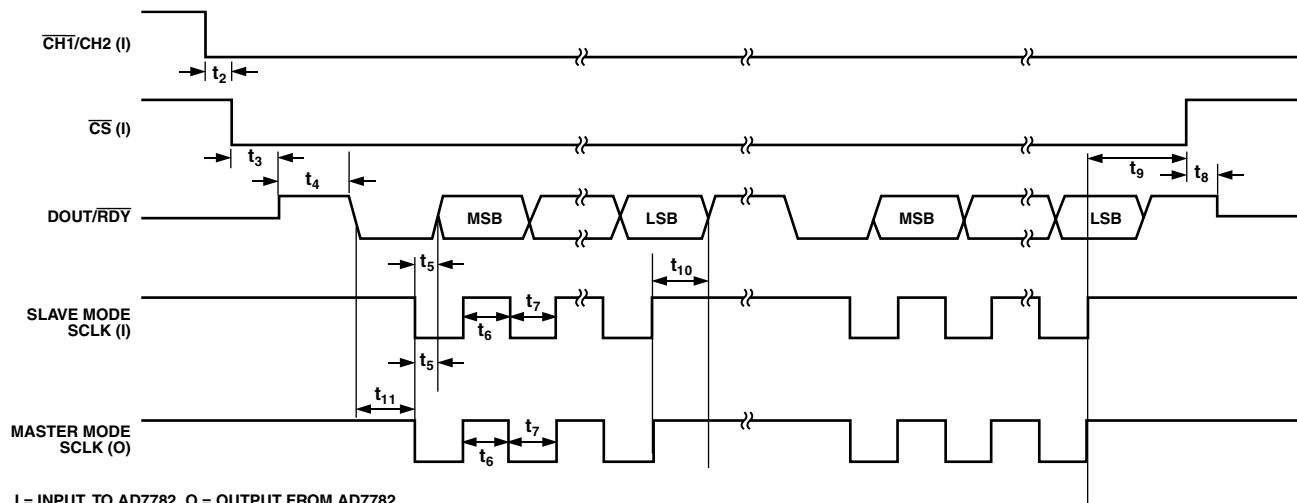 CH1/CH2 (I)
t2
CS (I)
t3
t4
t9
t8
DOUT/RDY
MSB
LSB
MSB
LSB
t5
t10
SLAVE MODE
SCLK (I)
t6
t7
t5
t11
MASTER MODE
SCLK (O)
t6
t7
I = INPUT TO AD7782, O = OUTPUT FROM AD7782